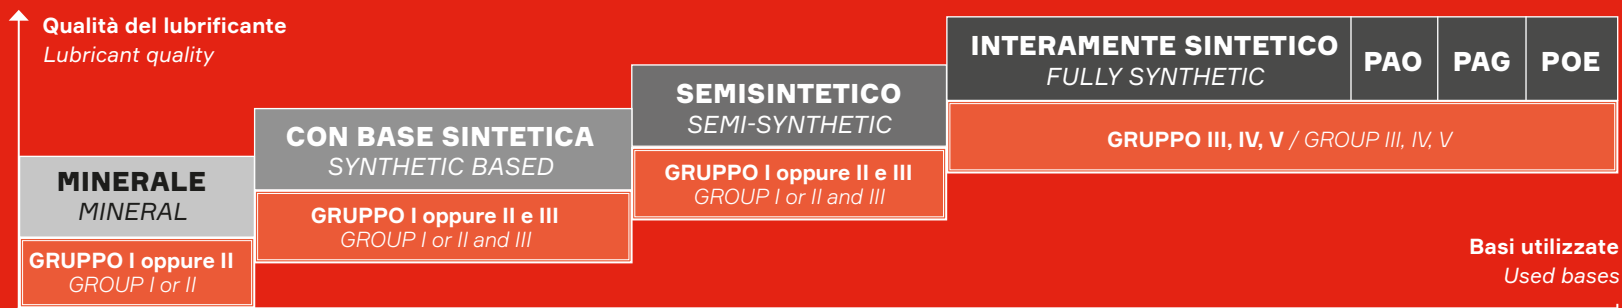 Qualità del lubrificante
Lubricant quality
MINERALE
MINERAL
GRUPPO I oppure II
GROUP I or II
CON BASE SINTETICA
SYNTHETIC BASED
GRUPPO I oppure II e III
GROUP I or II and III
SEMISINTETICO
SEMI-SYNTHETIC
GRUPPO I oppure II e III
GROUP I or II and III
INTERAMENTE SINTETICO
FULLY SYNTHETIC
PAO
PAG
POE
GRUPPO III, IV, V / GROUP III, IV, V
Basi utilizzate
Used bases